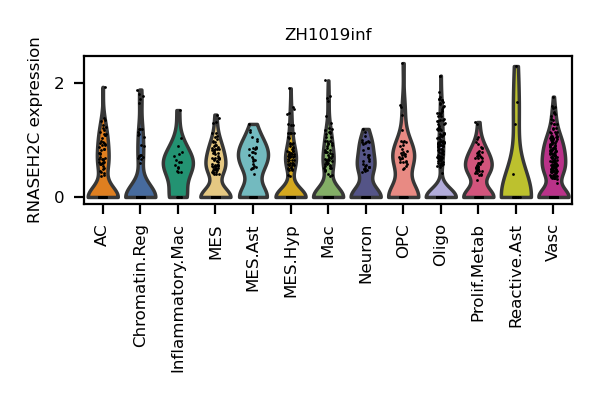 ZH1019inf
RNASEH2C expression
2
0
AC
Chromatin.Reg
Inflammatory.Mac
MES
MES.Ast
MES.Hyp
Mac
Neuron
OPC
Oligo
Prolif.Metab
Reactive.Ast
Vasc